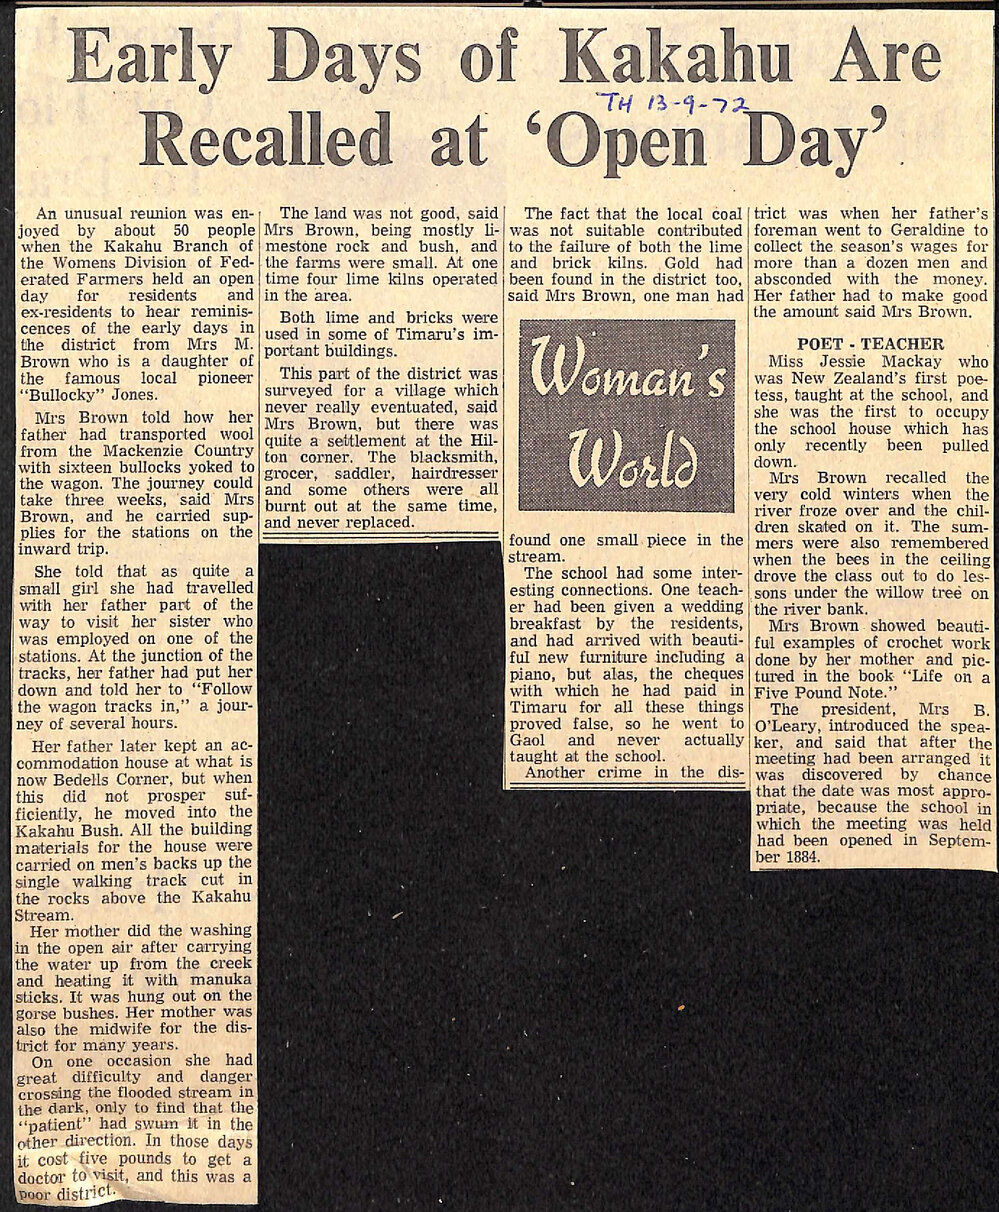 Early Days of Kakahu Are
TH 13-9-72
Recalled at ‘Open Day’
An unusual reunion was en-
joyed by about 50 people
when the Kakahu Branch of
the Womens Division of Fed-
erated Farmers held an open
day for residents and
ex-residents to hear reminis-
cences of the early days in
the district from Mrs M.
Brown who is a daughter of
the famous local pioneer
“Bullocky” Jones.
Mrs Brown told how her
father had transported wool
from the Mackenzie Country
with sixteen bullocks yoked to
the wagon. The journey could
take three weeks, said Mrs
Brown, and he carried sup-
plies for the stations on the
inward trip.
She told that as quite a
small girl she had travelled
with her father part of the
way to visit her sister who
was employed on one of the
stations. At the junction of the
tracks, her father had put her
down and told her to “Follow
the wagon tracks in,” a jour-
ney of several hours.
Her father later kept an ac-
commodation house at what is
now Bedells Corner, but when
this did not prosper suf-
ficiently, he moved into the
Kakahu Bush. All the building
materials for the house were
carried on men’s backs up the
single walking track cut in
the rocks above the Kakahu
Stream.
Her mother did the washing
in the open air after carrying
the water up from the creek
and heating it with manuka
sticks. It was hung out on the
gorse bushes. Her mother was
also the midwife for the dis-
trict for many years.
On one occasion she had
great difficulty and danger
crossing the flooded stream in
the dark, only to find that the
“patient” had swum it in the
other direction. In those days
it cost five pounds to get a
doctor to visit, and this was a
poor district.
The land was not good, said
Mrs Brown, being mostly li-
mestone rock and bush, and
the farms were small. At one
time four lime kilns operated
in the area.
Both lime and bricks were
used in some of Timaru’s im-
portant buildings.
This part of the district was
surveyed for a village which
never really eventuated, said
Mrs Brown, but there was
quite a settlement at the Hil-
ton corner. The blacksmith,
grocer, saddler, hairdresser
and some others were all
burnt out at the same time,
and never replaced.
The fact that the local coal
was not suitable contributed
to the failure of both the lime
and brick kilns. Gold had
been found in the district too,
said Mrs Brown, one man had
Woman’s
World
found one small piece in the
stream.
The school had some inter-
esting connections. One teach-
er had been given a wedding
breakfast by the residents,
and had arrived with beauti-
ful new furniture including a
piano, but alas, the cheques
with which he had paid in
Timaru for all these things
proved false, so he went to
Gaol and never actually
taught at the school.
Another crime in the dis-
trict was when her father’s
foreman went to Geraldine to
collect the season’s wages for
more than a dozen men and
absconded with the money.
Her father had to make good
the amount said Mrs Brown.
POET - TEACHER
Miss Jessie Mackay who
was New Zealand’s first poe-
tess, taught at the school, and
she was the first to occupy
the school house which has
only recently been pulled
down.
Mrs Brown recalled the
very cold winters when the
river froze over and the chil-
dren skated on it. The sum-
mers were also remembered
when the bees in the ceiling
drove the class out to do les-
sons under the willow tree on
the river bank.
Mrs Brown showed beauti-
ful examples of crochet work
done by her mother and pic-
tured in the book “Life on a
Five Pound Note.”
The president, Mrs B.
O’Leary, introduced the spea-
ker, and said that after the
meeting had been arranged it
was discovered by chance
that the date was most appro-
priate, because the school in
which the meeting was held
had been opened in Septem-
ber 1884.